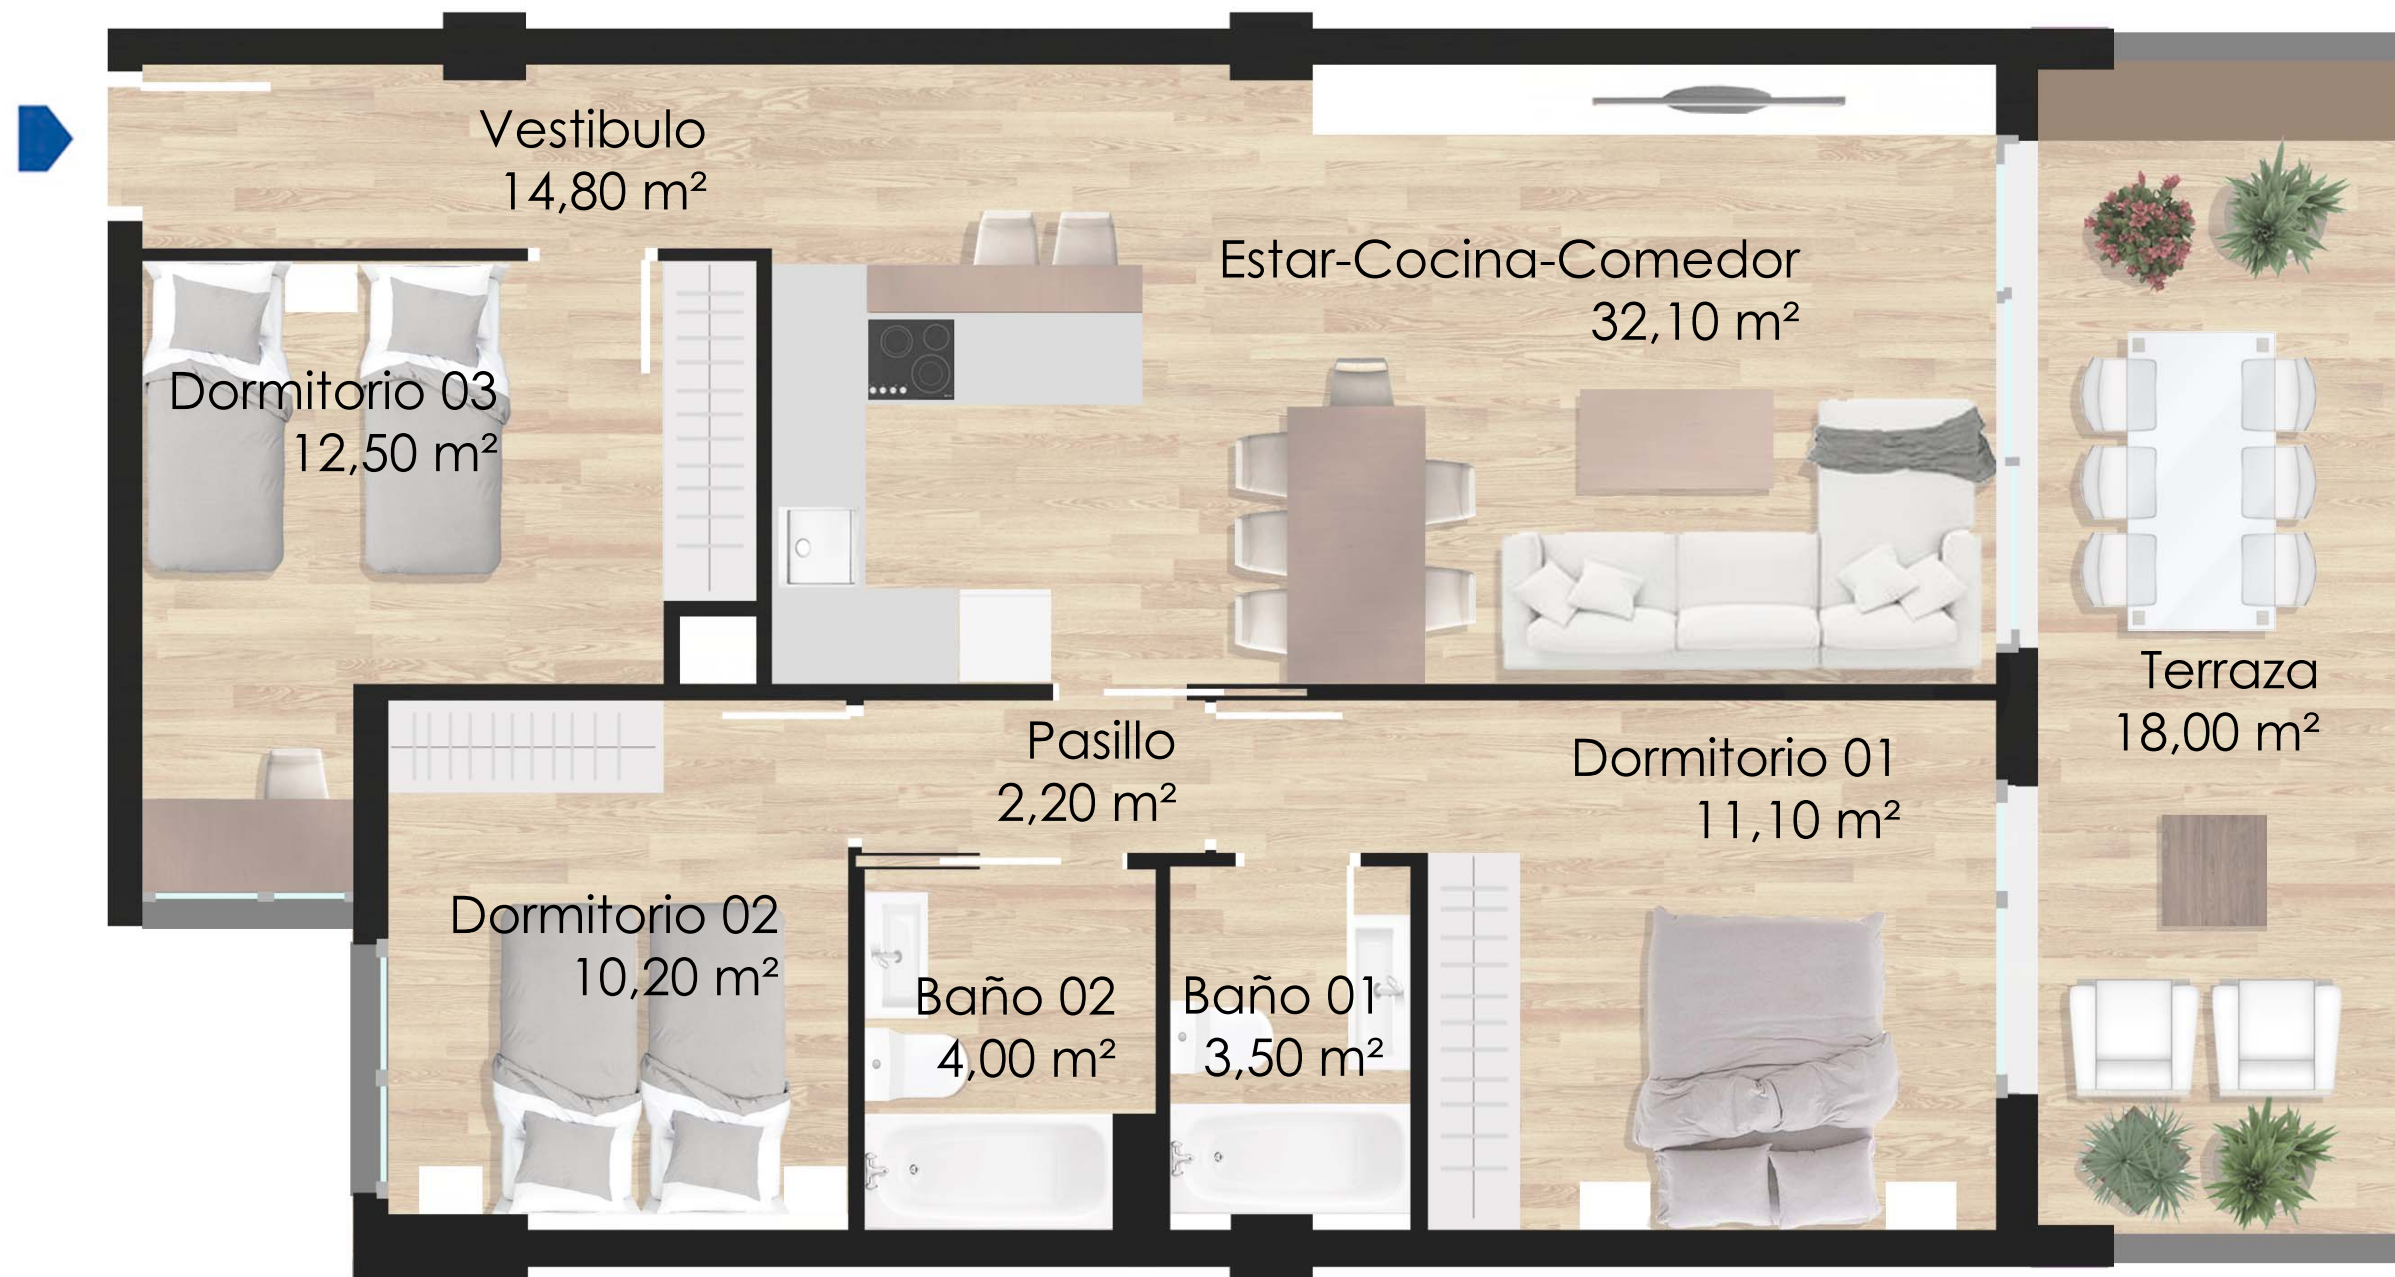 Vestibulo
14,80 m²
Estar-Cocina-Comedor
32,10 m²
Dormitorio 03
12,50 m²
Terraza
18,00 m²
Pasillo
2,20 m²
Dormitorio 01
11,10 m²
Dormitorio 02
10,20 m²
Baño 02
4,00 m²
Baño 01
3,50 m²